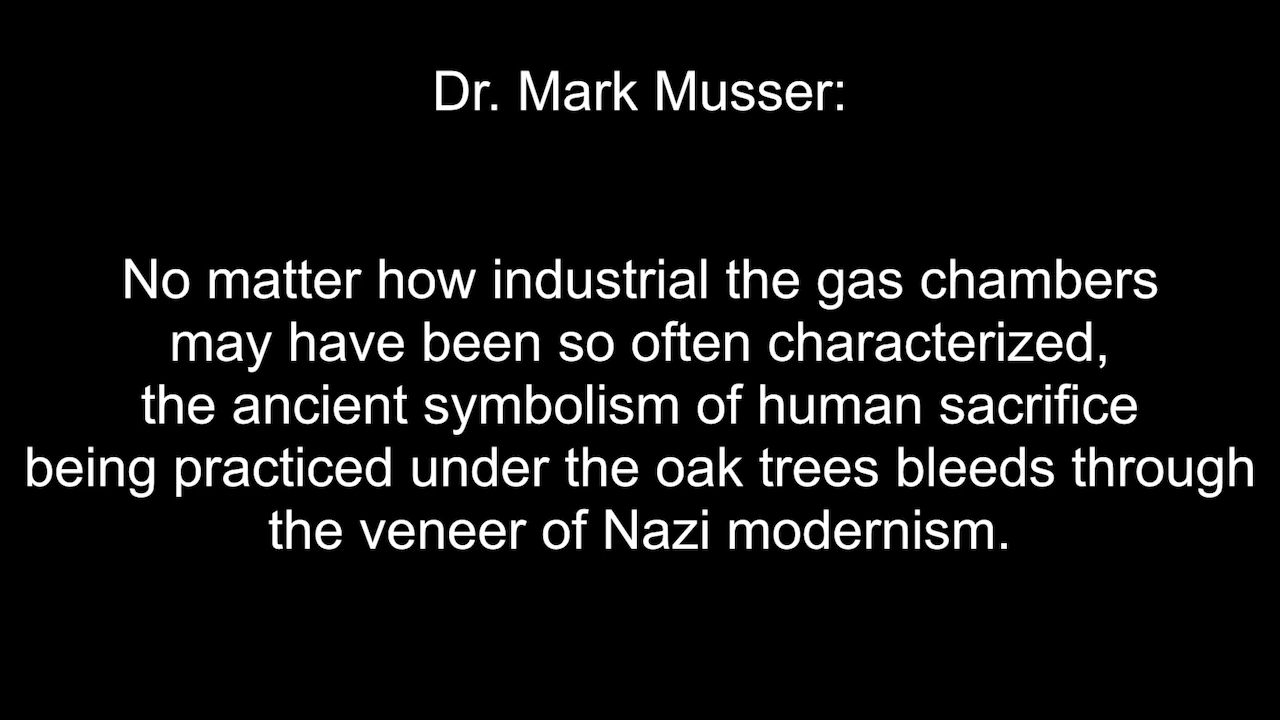 Dr. Mark Musser:
No matter how industrial the gas chambers
may have been so often characterized,
the ancient symbolism of human sacrifice
being practiced under the oak trees bleeds through
the veneer of Nazi modernism.